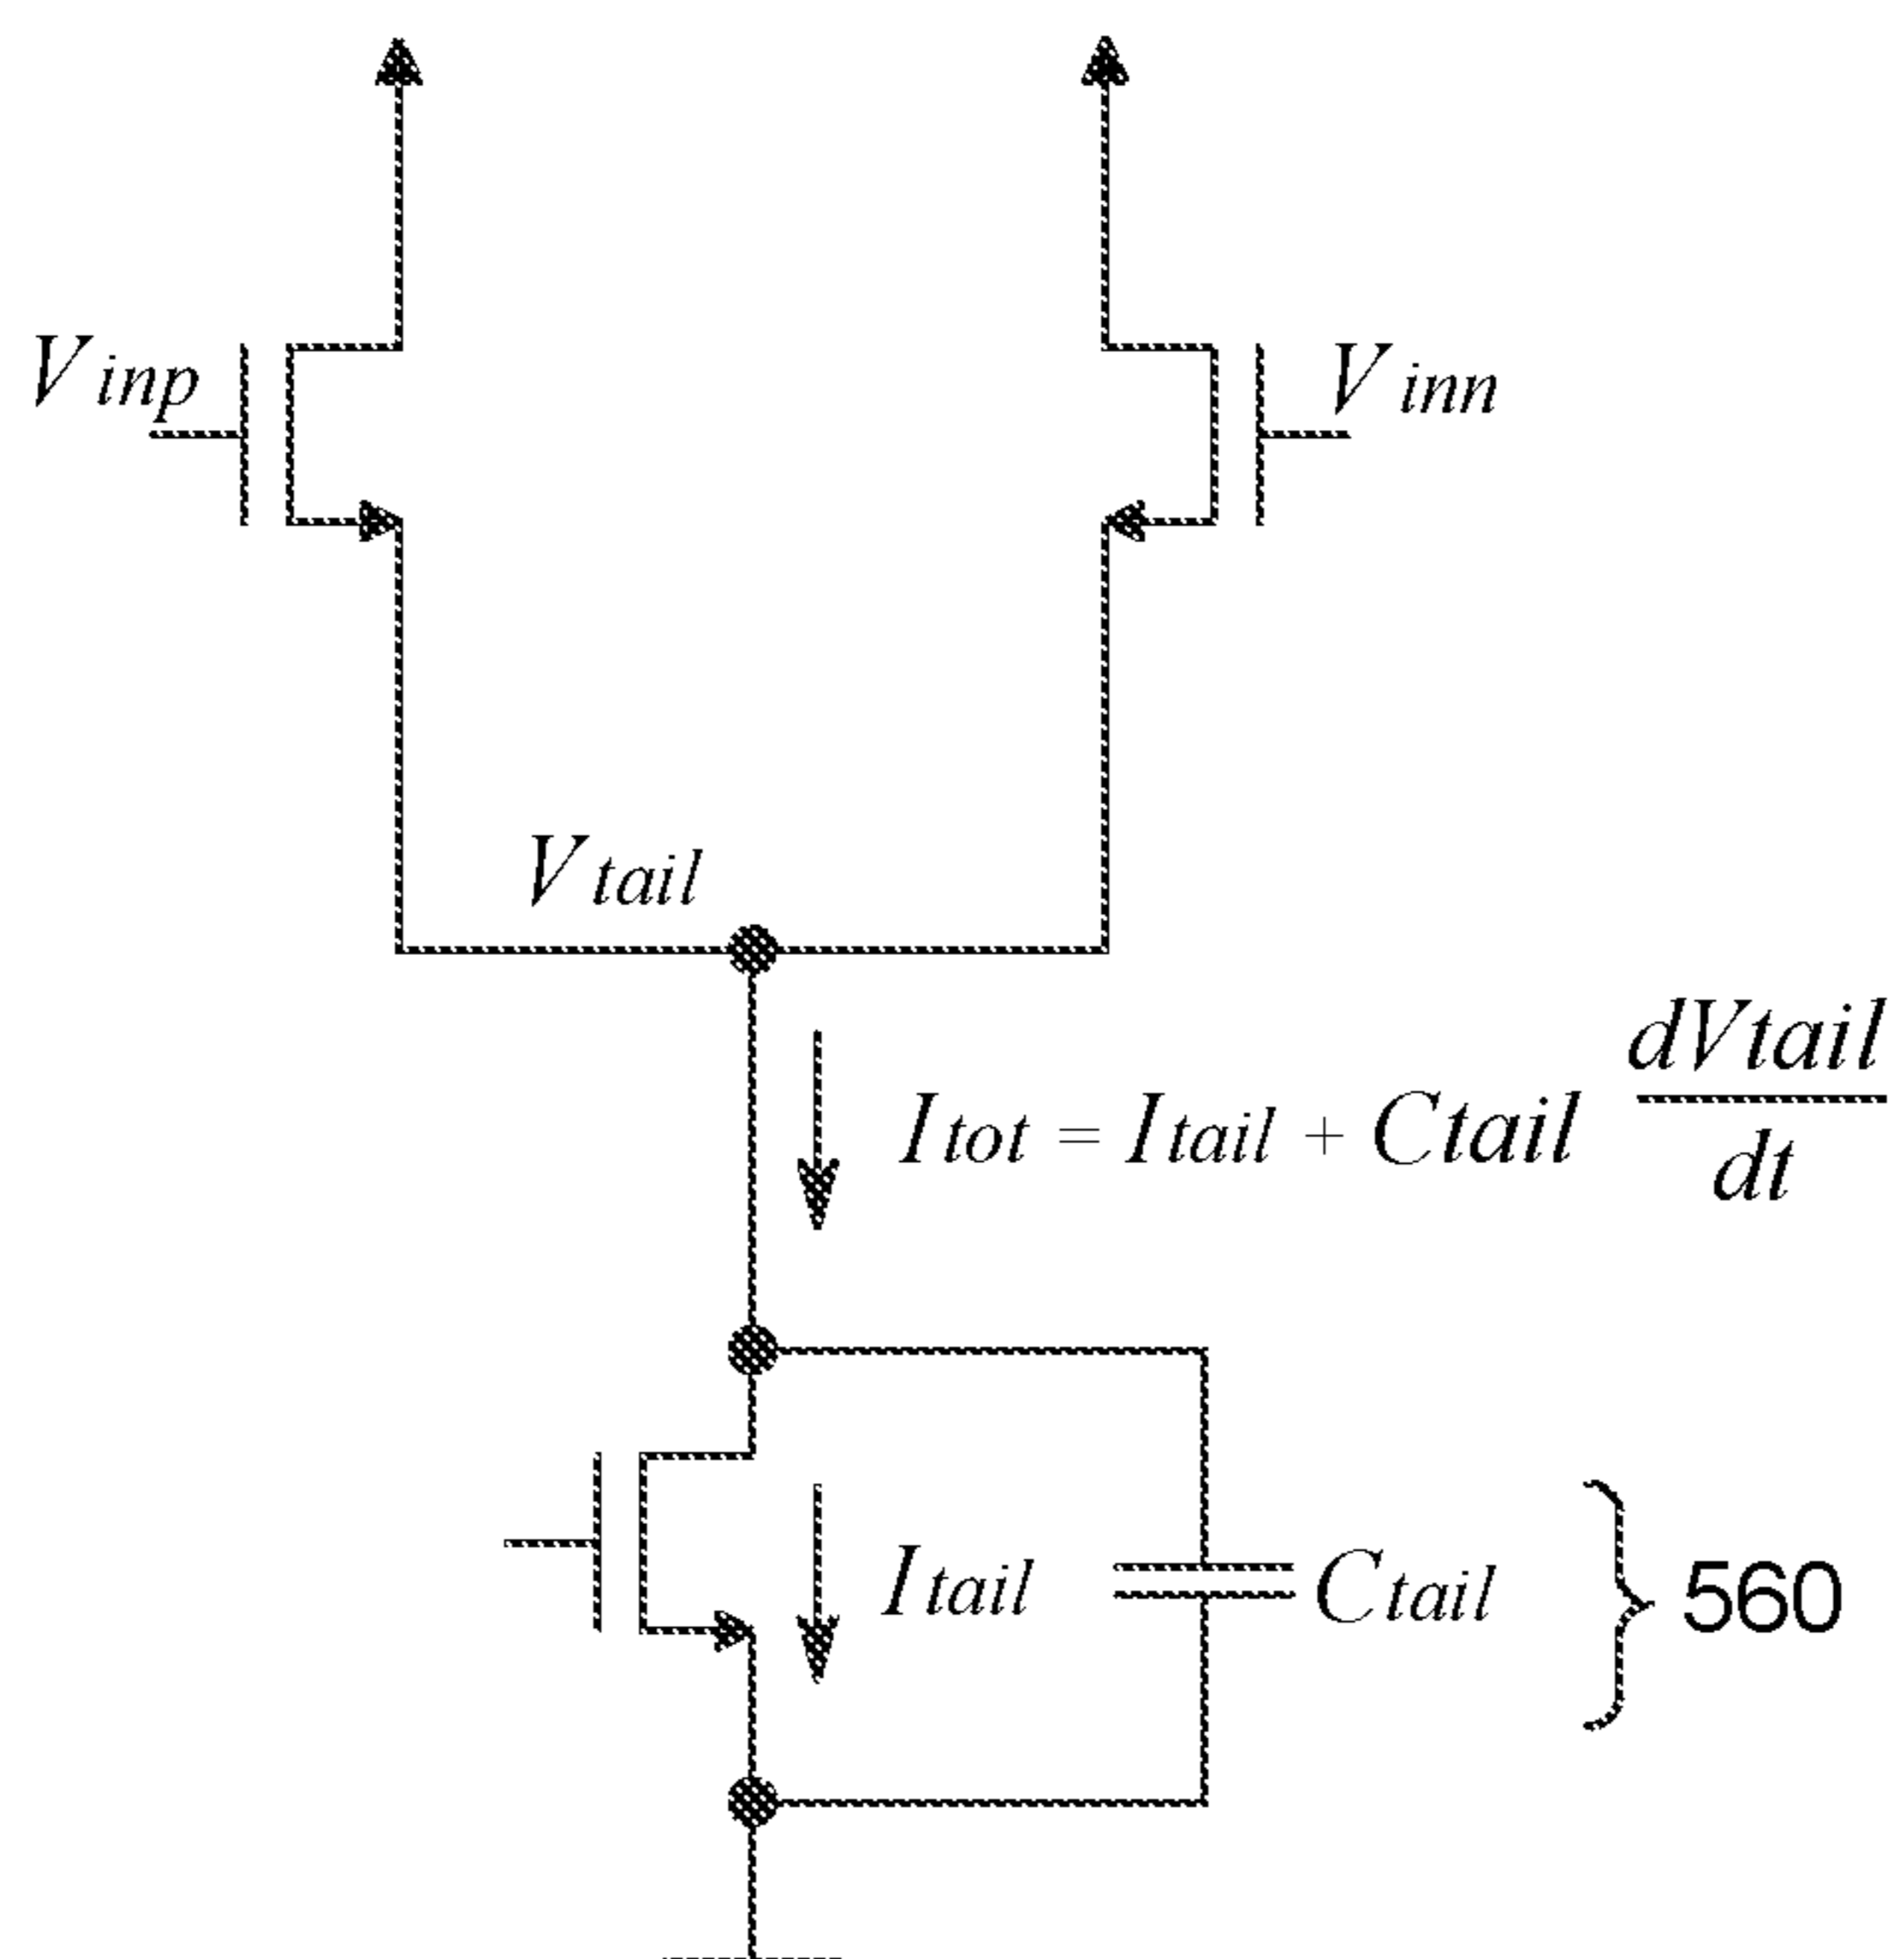 Vinp
Vinn
Vtail
Itot = Itail + Ctail dVtail/dt
Itail
Ctail
560